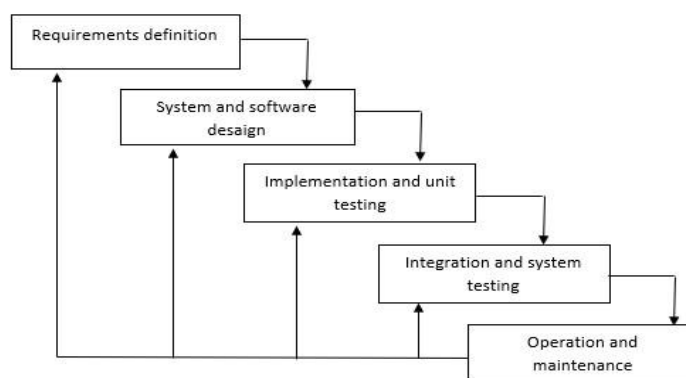 Requirements definition
System and software
desaign
Implementation and unit
testing
Integration and system
testing
Operation and
maintenance